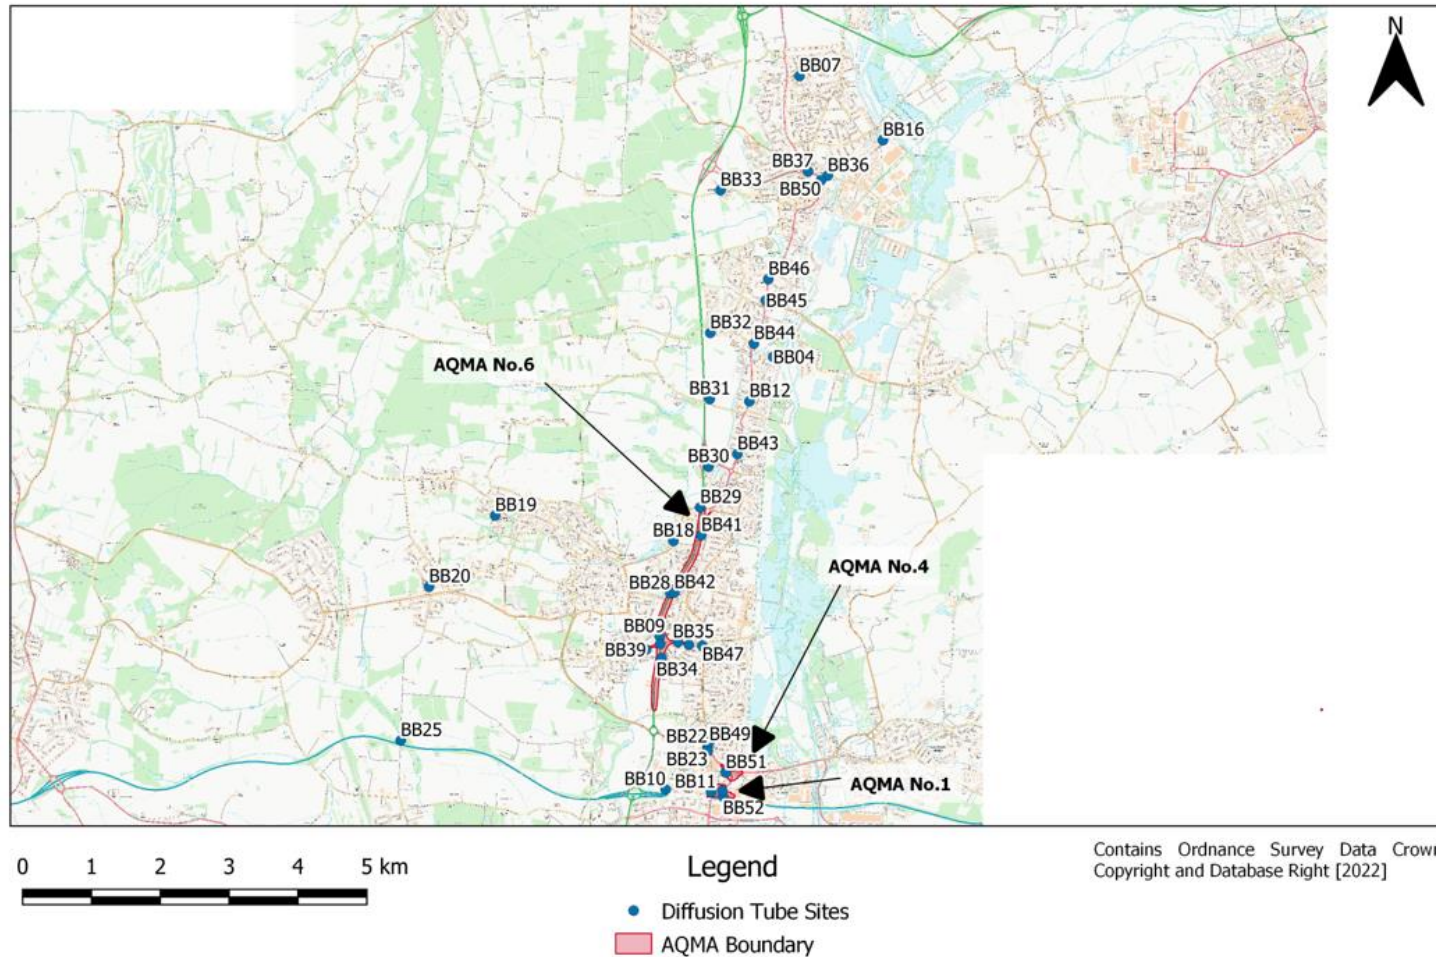 N
BB07
BB16
BB37
BB36
BB33
BB50
BB46
BB45
BB32
BB44
BB04
AQMA No.6
BB31
BB12
BB43
BB30
BB29
BB19
BB18
BB41
AQMA No.4
BB20
BB28
BB42
BB09
BB35
BB39
BB47
BB34
BB25
BB22
BB49
BB23
BB51
BB10
BB11
AQMA No.1
BB52
0 1 2 3 4 5 km
Legend
Diffusion Tube Sites
AQMA Boundary
Contains Ordnance Survey Data Crown
Copyright and Database Right [2022]